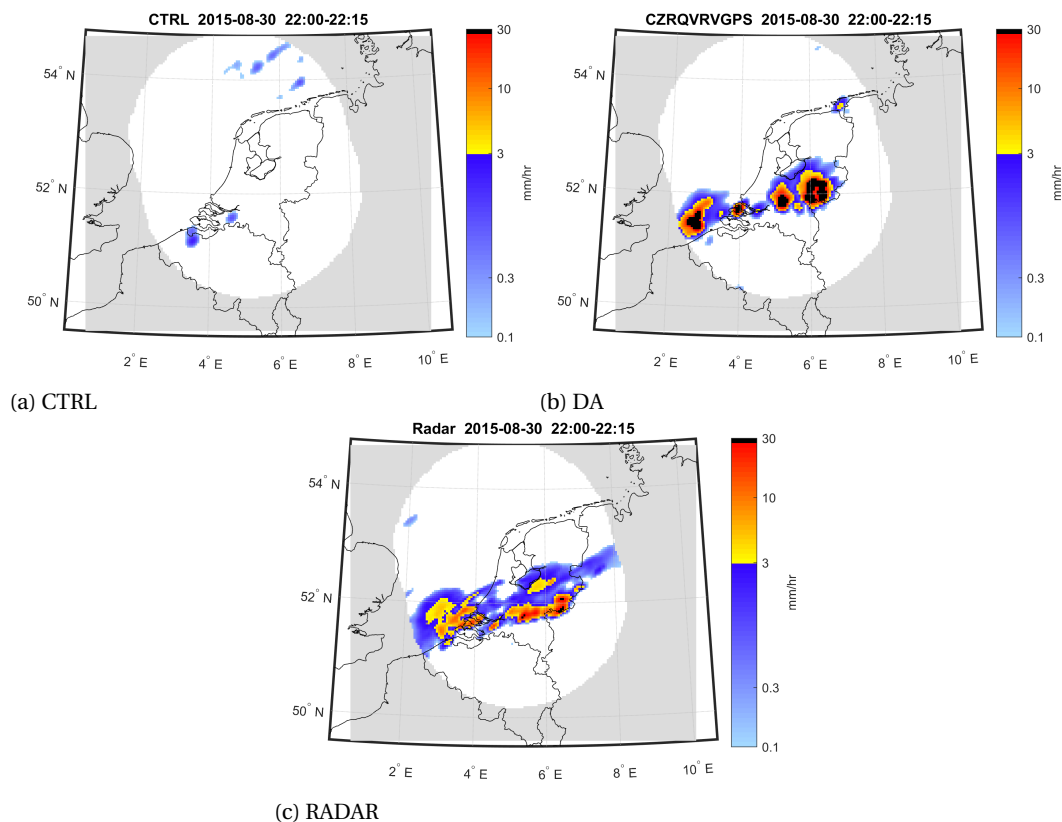 CTRL 2015-08-30 22:00-22:15
54° N
52° N
50° N
2° E
4° E
6° E
8° E
10° E
30
10
3
0.3
0.1
mm/hr
(a) CTRL
CZRQVRVGPS 2015-08-30 22:00-22:15
54° N
52° N
50° N
2° E
4° E
6° E
8° E
10° E
30
10
3
0.3
0.1
mm/hr
(b) DA
Radar 2015-08-30 22:00-22:15
54° N
52° N
50° N
2° E
4° E
6° E
8° E
10° E
30
10
3
0.3
0.1
mm/hr
(c) RADAR